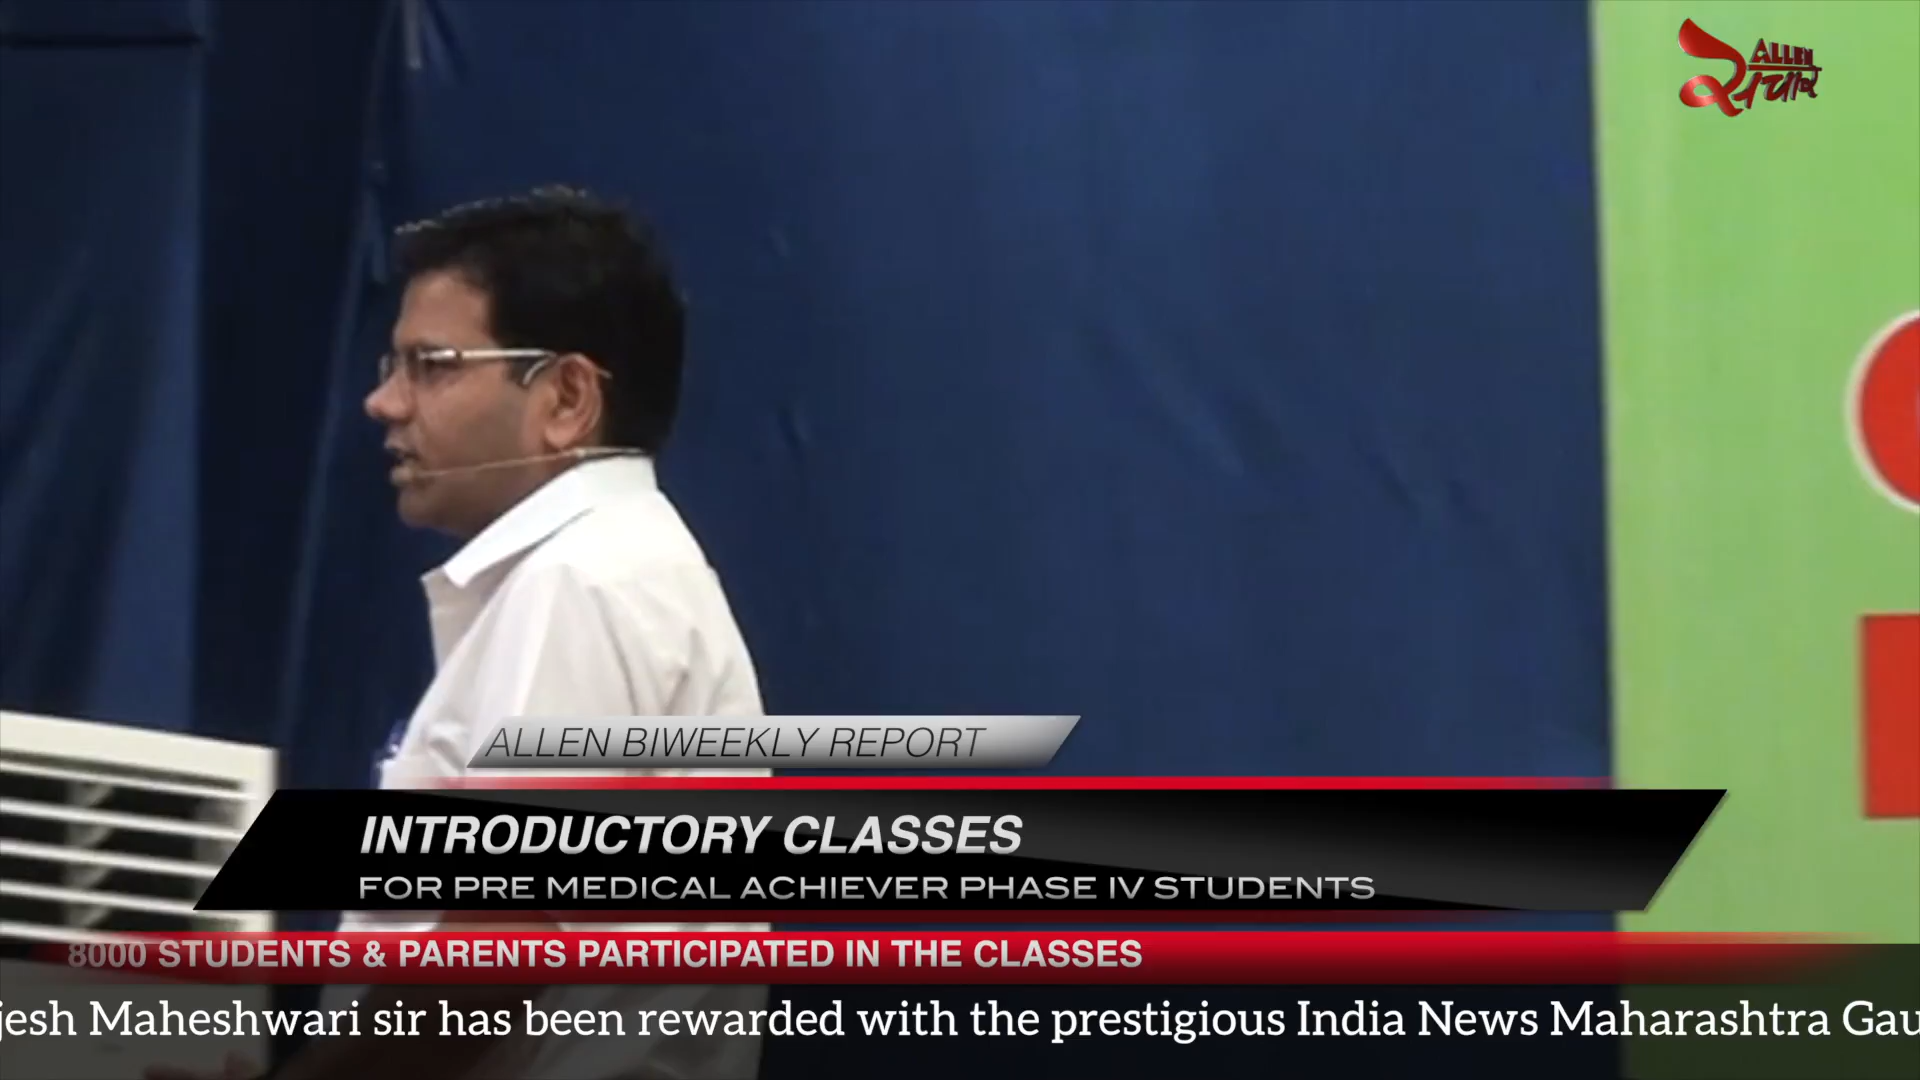 ALLEN
संचार
ALLEN BIWEEKLY REPORT
INTRODUCTORY CLASSES
FOR PRE MEDICAL ACHIEVER PHASE IV STUDENTS
8000 STUDENTS & PARENTS PARTICIPATED IN THE CLASSES
jesh Maheshwari sir has been rewarded with the prestigious India News Maharashtra Gau